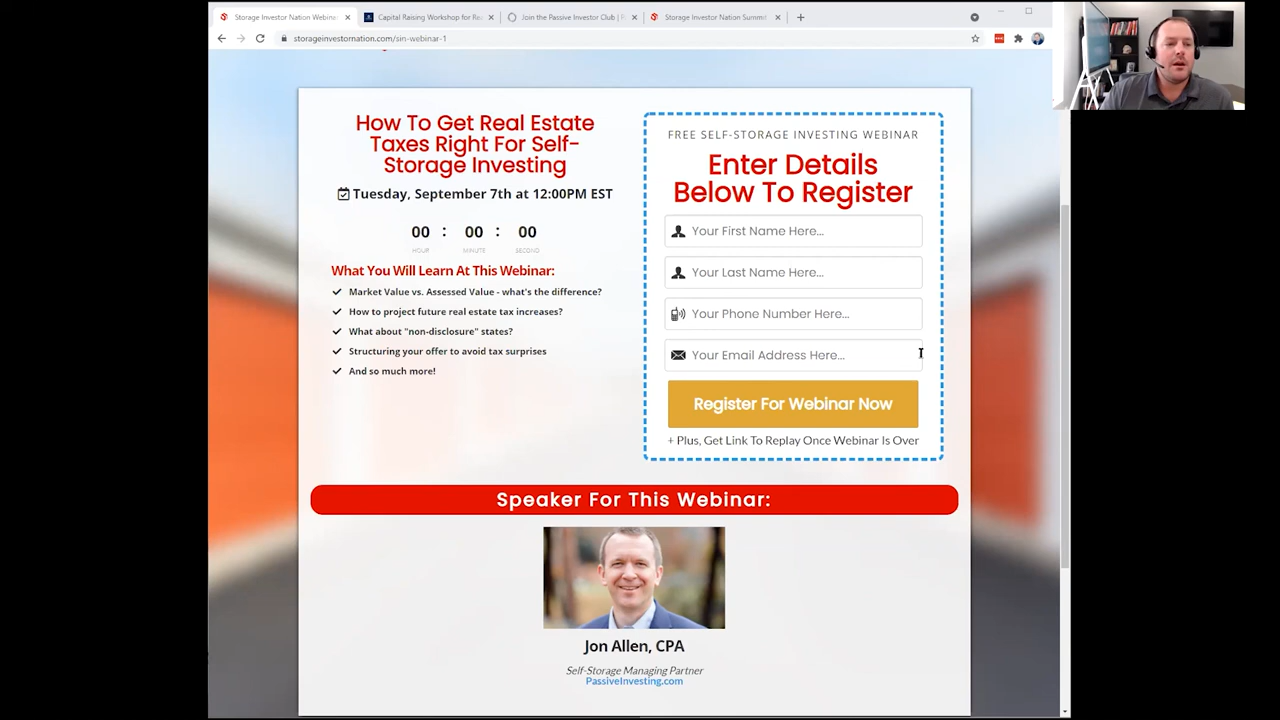 Storage Investor Nation Webinar
Capital Raising Workshop for Rea
Join the Passive Investor Club | P
Storage Investor Nation Summit
storageinvestornation.com/sin-webinar-1
How To Get Real Estate
Taxes Right For Self-
Storage Investing
Tuesday, September 7th at 12:00PM EST
00 : 00 : 00
HOUR MINUTE SECOND
What You Will Learn At This Webinar:
Market Value vs. Assessed Value - what's the difference?
How to project future real estate tax increases?
What about "non-disclosure" states?
Structuring your offer to avoid tax surprises
And so much more!
FREE SELF-STORAGE INVESTING WEBINAR
Enter Details
Below To Register
Your First Name Here...
Your Last Name Here...
Your Phone Number Here...
Your Email Address Here...
Register For Webinar Now
+ Plus, Get Link To Replay Once Webinar Is Over
Speaker For This Webinar:
Jon Allen, CPA
Self-Storage Managing Partner
PassiveInvesting.com